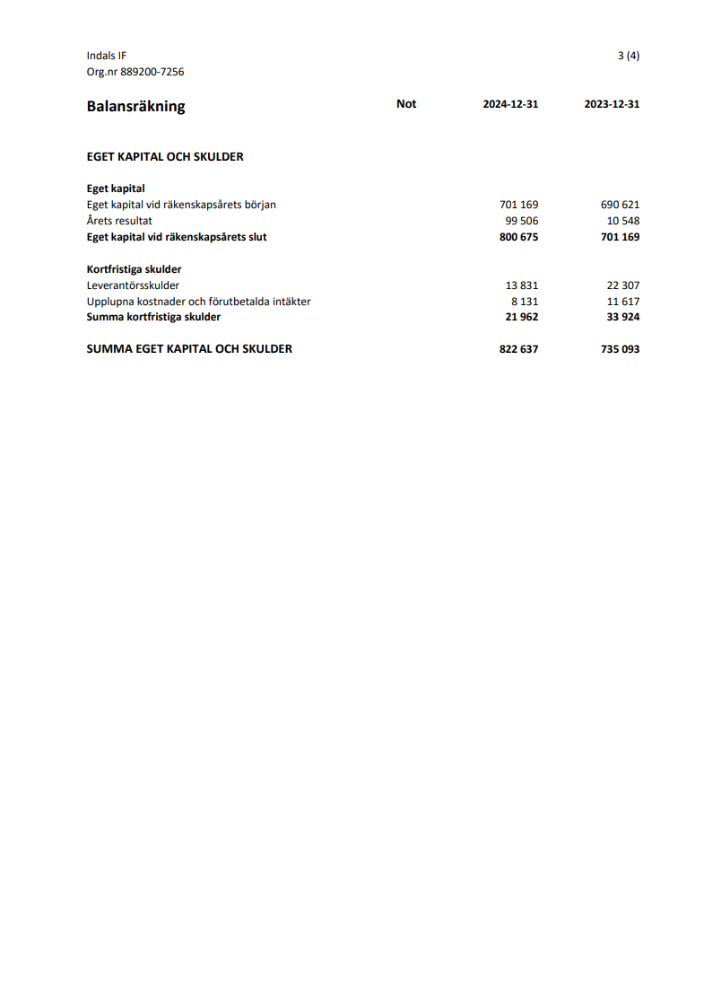 Indals IF 3 (4)
Org.nr 889200-7256
Balansräkning Not 2024-12-31 2023-12-31
EGET KAPITAL OCH SKULDER
Eget kapital
Eget kapital vid räkenskapsårets början 701 169 690 621
Årets resultat 99 506 10 548
Eget kapital vid räkenskapsårets slut 800 675 701 169
Kortfristiga skulder
Leverantörsskulder 13 831 22 307
Upplupna kostnader och förutbetalda intäkter 8 131 11 617
Summa kortfristiga skulder 21 962 33 924
SUMMA EGET KAPITAL OCH SKULDER 822 637 735 093